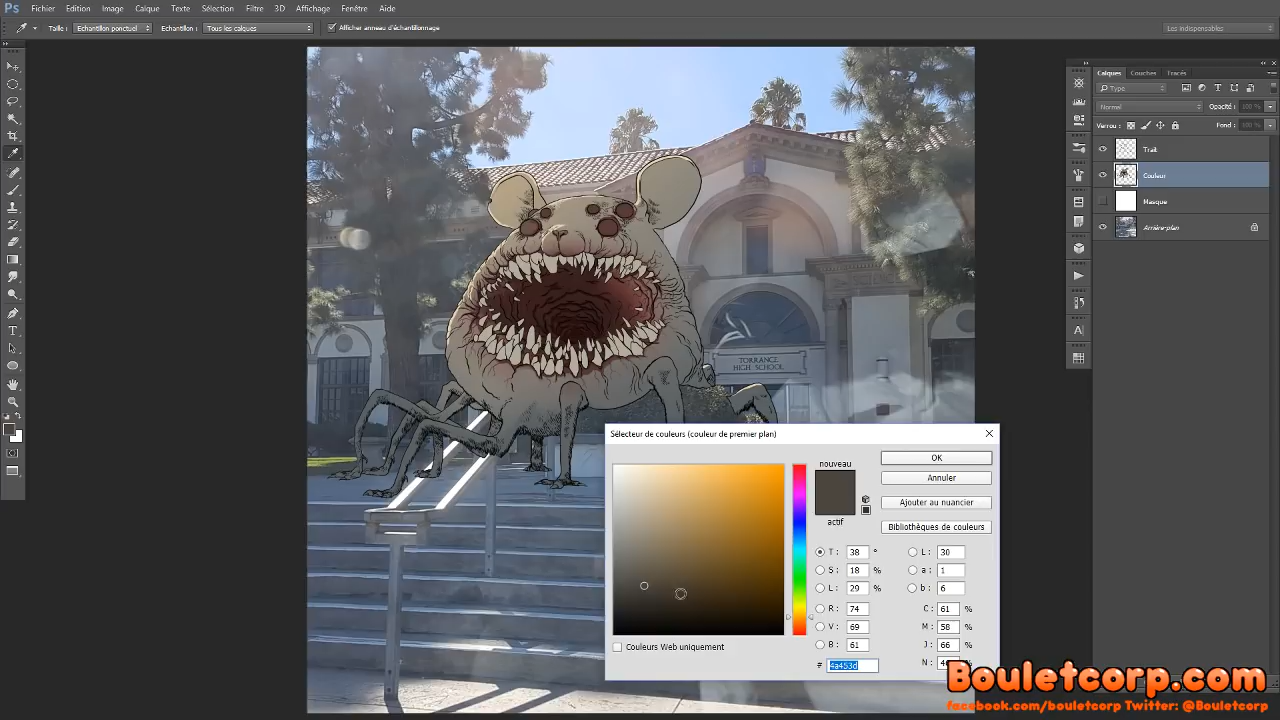 Ps Fichier Edition Image Calque Texte Sélection Filtre 3D Affichage Fenêtre Aide
Taille : Echantillon ponctuel Echantillon : Tous les calques Afficher anneau d'échantillonnage Les indispensables
Calques Couches Tracés
Type
Normal Opacité : 100 %
Verrou : Fond : 100 %
Trait
Couleur
Masque
Arrière-plan
TORRANCE
HIGH SCHOOL
Sélecteur de couleurs (couleur de premier plan)
nouveau
actif
OK
Annuler
Ajouter au nuancier
Bibliothèques de couleurs
T : 38 ° L : 30
S : 18 % a : 1
L : 29 % b : 6
R : 74 C : 61 %
V : 69 M : 58 %
B : 61 J : 66 %
# 4a453d N :
Couleurs Web uniquement
Bouletcorp.com
facebook.com/bouletcorp Twitter: @Bouletcorp